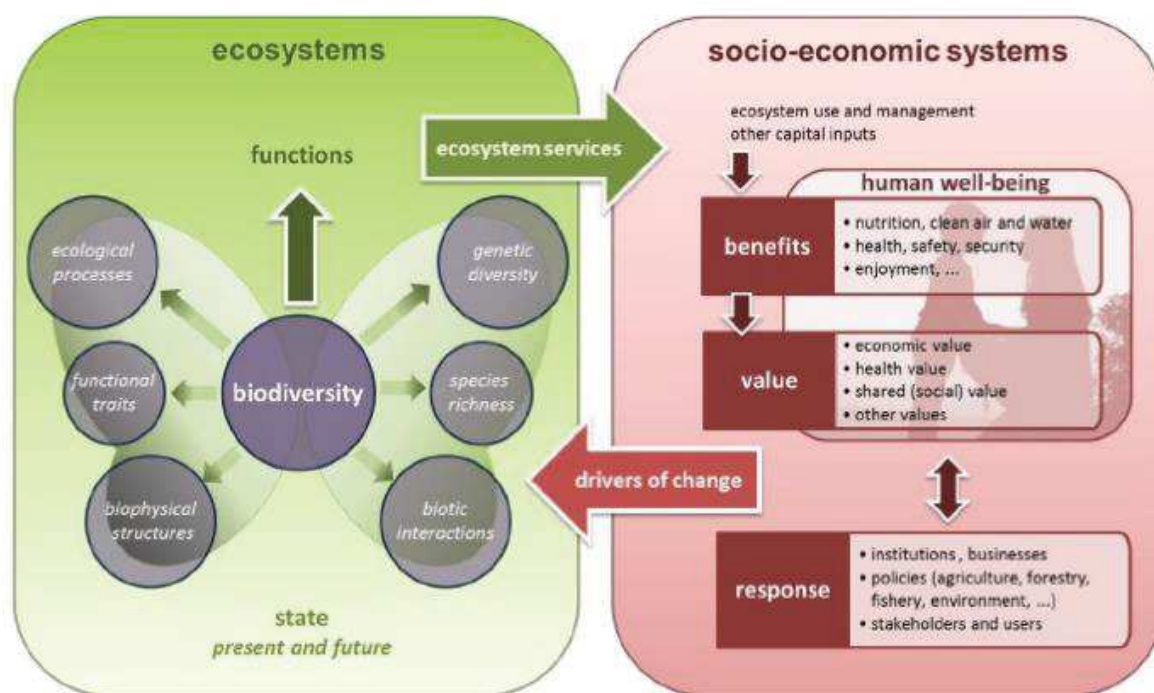 ecosystems
functions
ecological
processes
genetic
diversity
functional
traits
biodiversity
species
richness
biophysical
structures
biotic
interactions
state
present and future
ecosystem services
drivers of change
socio-economic systems
ecosystem use and management
other capital inputs
human well-being
benefits
• nutrition, clean air and water
• health, safety, security
• enjoyment, ...
value
• economic value
• health value
• shared (social) value
• other values
response
• institutions, businesses
• policies (agriculture, forestry,
fishery, environment, ...)
• stakeholders and users